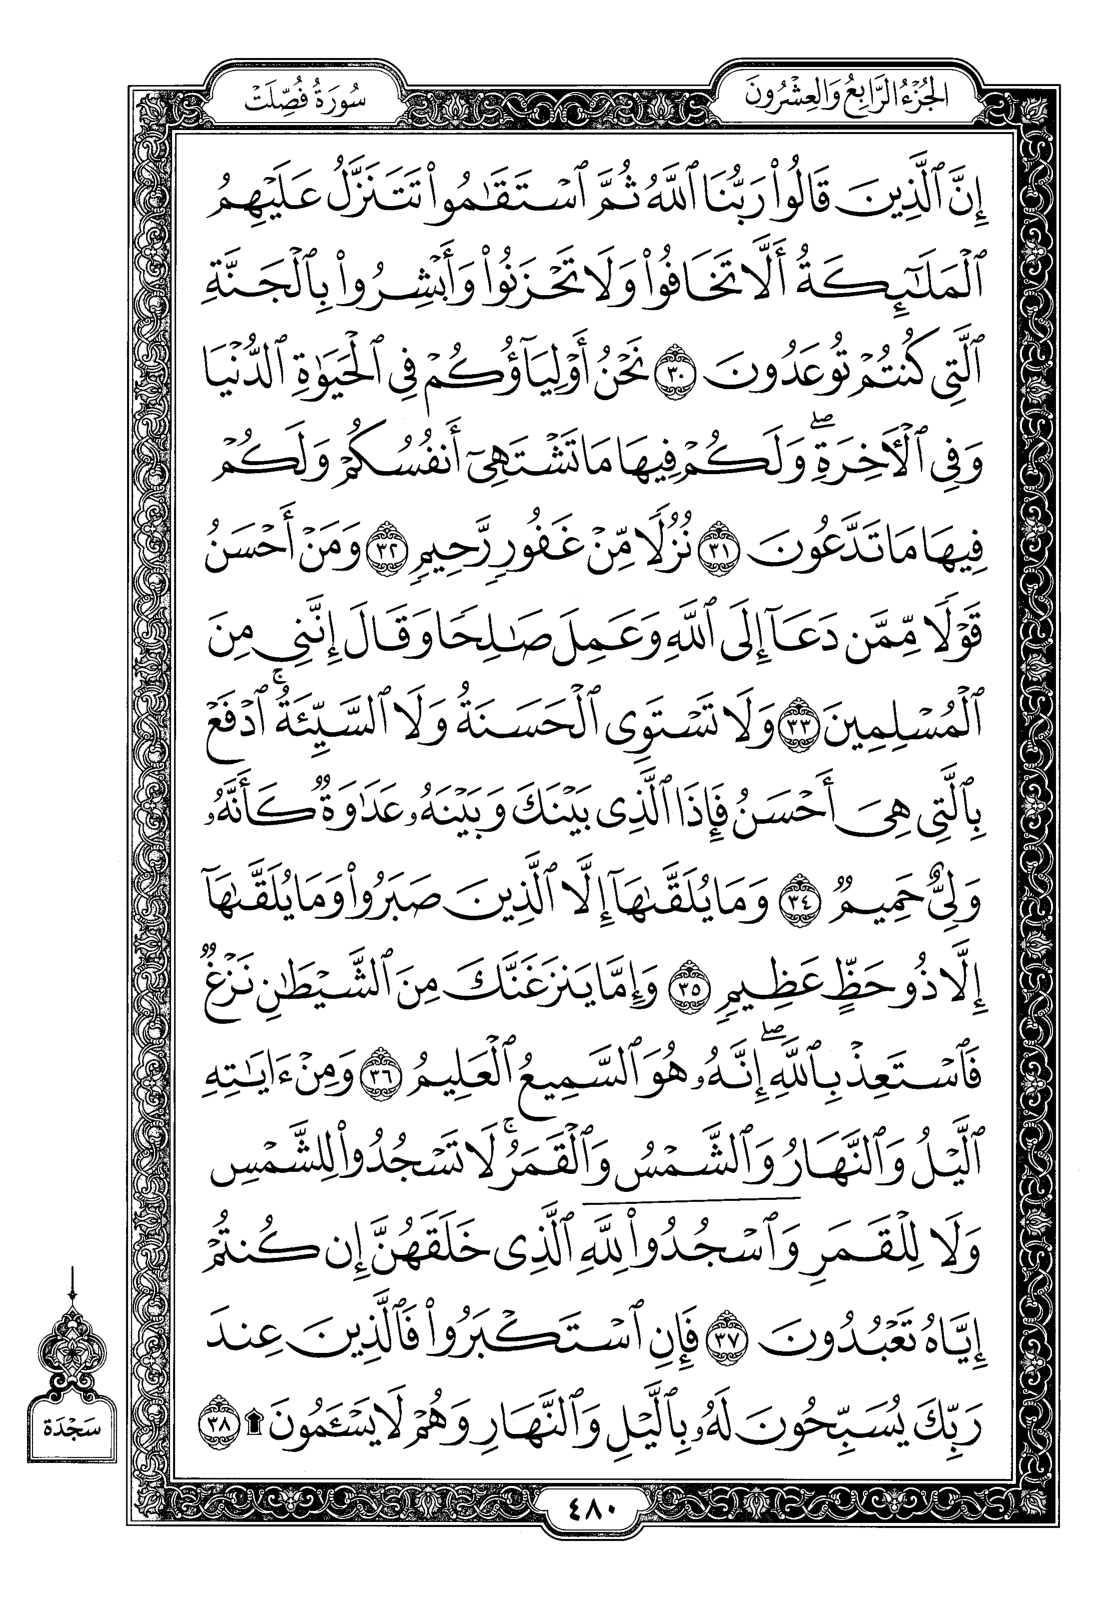 الجُزْءُ الرَّابِعُ وَالعِشْرُونَ
سُورَةُ فُصِّلَتْ
إِنَّ ٱلَّذِينَ قَالُواْ رَبُّنَا ٱللَّهُ ثُمَّ ٱسْتَقَٰمُواْ تَتَنَزَّلُ عَلَيْهِمُ
ٱلْمَلَٰٓئِكَةُ أَلَّا تَخَافُواْ وَلَا تَحْزَنُواْ وَأَبْشِرُواْ بِٱلْجَنَّةِ
ٱلَّتِي كُنتُمْ تُوعَدُونَ ٣٠ نَحْنُ أَوْلِيَآؤُكُمْ فِي ٱلْحَيَوٰةِ ٱلدُّنْيَا
وَفِي ٱلْأَخِرَةِۖ وَلَكُمْ فِيهَا مَا تَشْتَهِيٓ أَنفُسُكُمْ وَلَكُمْ
فِيهَا مَا تَدَّعُونَ ٣١ نُزُلًا مِّنْ غَفُورٍ رَّحِيمٍ ٣٢ وَمَنْ أَحْسَنُ
قَوْلًا مِّمَّن دَعَآ إِلَى ٱللَّهِ وَعَمِلَ صَٰلِحًا وَقَالَ إِنَّنِي مِنَ
ٱلْمُسْلِمِينَ ٣٣ وَلَا تَسْتَوِي ٱلْحَسَنَةُ وَلَا ٱلسَّيِّئَةُۚ ٱدْفَعْ
بِٱلَّتِي هِيَ أَحْسَنُ فَإِذَا ٱلَّذِي بَيْنَكَ وَبَيْنَهُۥ عَدَٰوَةٌ كَأَنَّهُۥ
وَلِيٌّ حَمِيمٌ ٣٤ وَمَا يُلَقَّىٰهَآ إِلَّا ٱلَّذِينَ صَبَرُواْ وَمَا يُلَقَّىٰهَآ
إِلَّا ذُو حَظٍّ عَظِيمٍ ٣٥ وَإِمَّا يَنزَغَنَّكَ مِنَ ٱلشَّيْطَٰنِ نَزْغٌ
فَٱسْتَعِذْ بِٱللَّهِۖ إِنَّهُۥ هُوَ ٱلسَّمِيعُ ٱلْعَلِيمُ ٣٦ وَمِنْ ءَايَٰتِهِ
ٱلَّيْلُ وَٱلنَّهَارُ وَٱلشَّمْسُ وَٱلْقَمَرُۚ لَا تَسْجُدُواْ لِلشَّمْسِ
وَلَا لِلْقَمَرِ وَٱسْجُدُواْ لِلَّهِ ٱلَّذِي خَلَقَهُنَّ إِن كُنتُمْ
إِيَّاهُ تَعْبُدُونَ ٣٧ فَإِنِ ٱسْتَكْبَرُواْ فَٱلَّذِينَ عِندَ
رَبِّكَ يُسَبِّحُونَ لَهُۥ بِٱلَّيْلِ وَٱلنَّهَارِ وَهُمْ لَا يَسْـَٔمُونَ ۩ ٣٨
سَجْدَة
٤٨٠